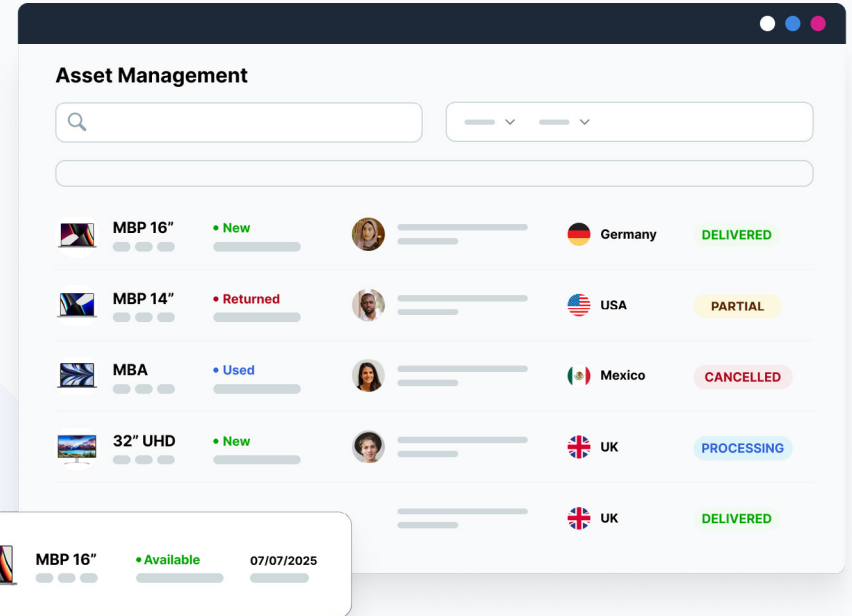 Asset Management
MBP 16” • New Germany DELIVERED
MBP 14” • Returned USA PARTIAL
MBA • Used Mexico CANCELLED
32” UHD • New UK PROCESSING
UK DELIVERED
MBP 16” • Available 07/07/2025